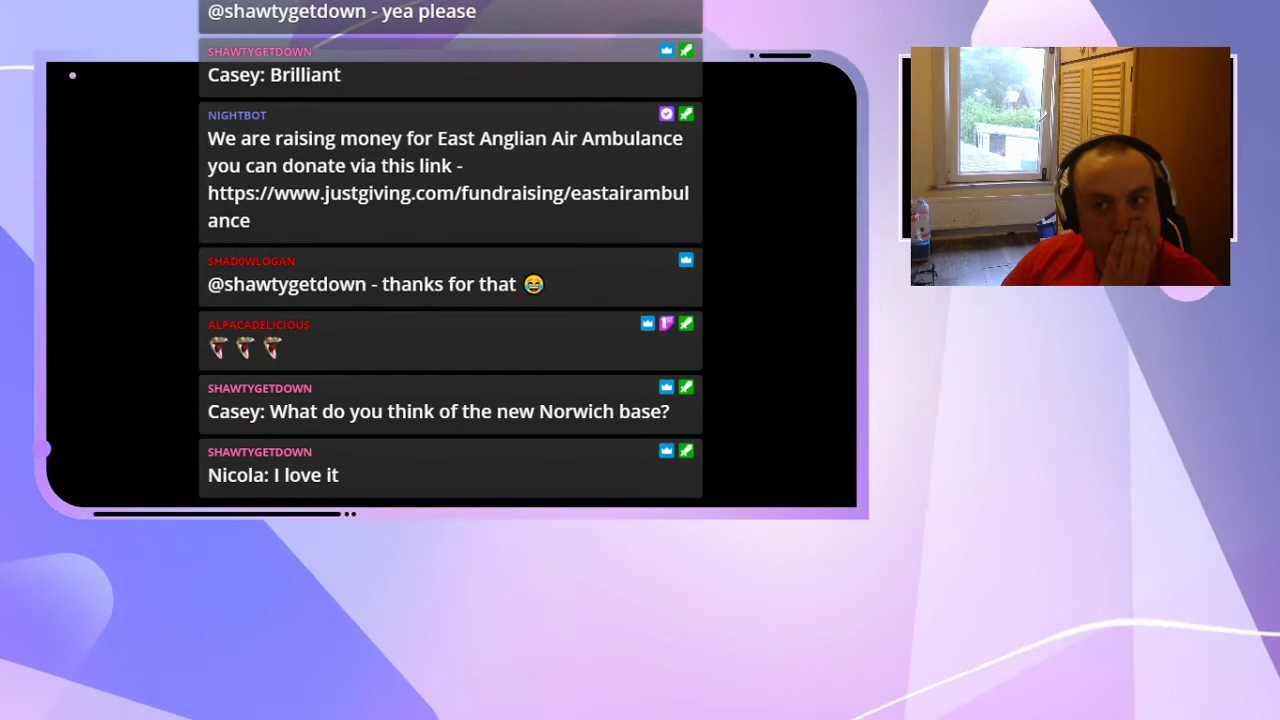 @shawtygetdown - yea please
SHAWTYGETDOWN
Casey: Brilliant
NIGHTBOT
We are raising money for East Anglian Air Ambulance
you can donate via this link -
https://www.justgiving.com/fundraising/eastairambul
ance
SHAD0WLOGAN
@shawtygetdown - thanks for that 😂
ALPACADELICIOUS
SHAWTYGETDOWN
Casey: What do you think of the new Norwich base?
SHAWTYGETDOWN
Nicola: I love it